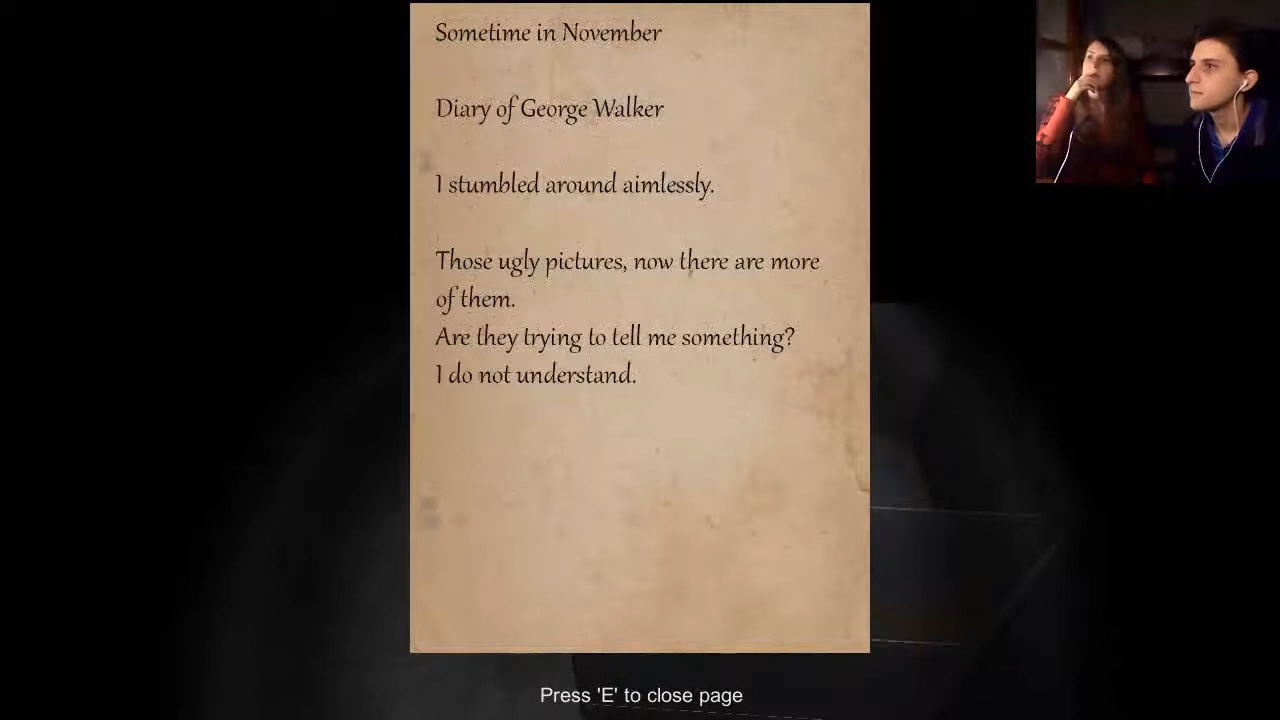 Sometime in November
Diary of George Walker
I stumbled around aimlessly.
Those ugly pictures, now there are more
of them.
Are they trying to tell me something?
I do not understand.
Press 'E' to close page